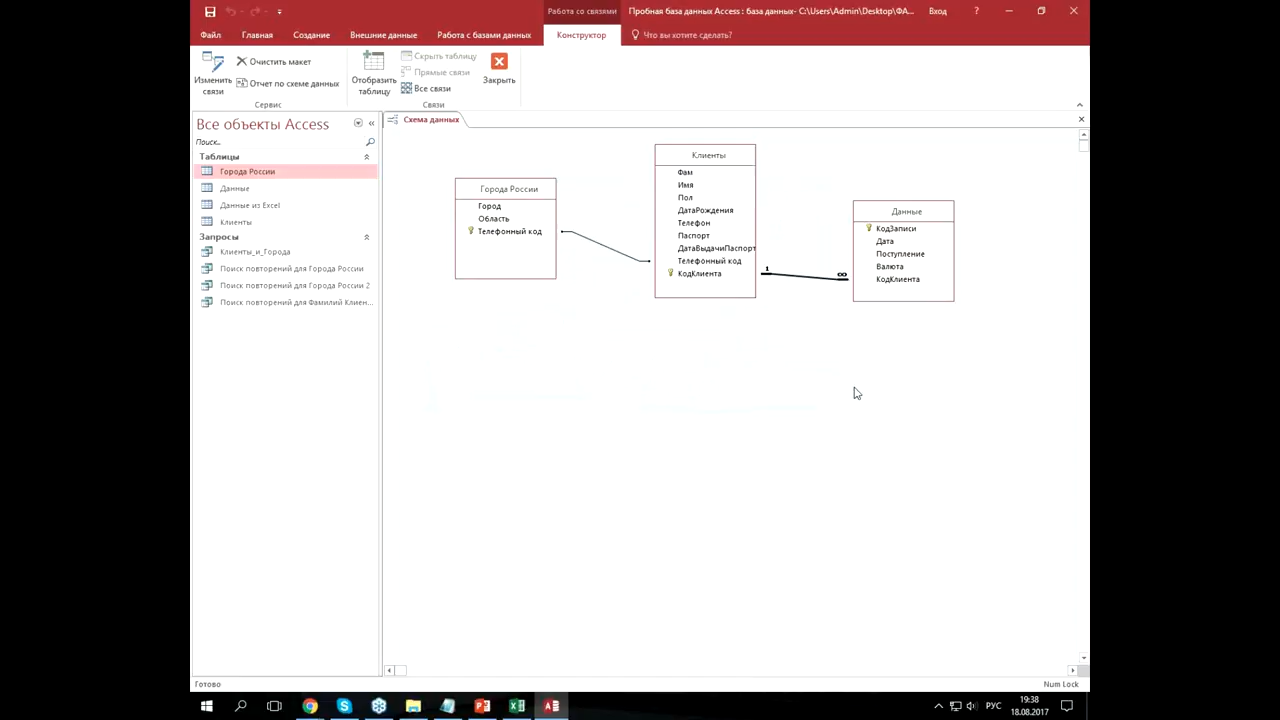 Работа со связями
Пробная база данных Access : база данных- C:\Users\Admin\Desktop\ФА...
Вход
?
Файл
Главная
Создание
Внешние данные
Работа с базами данных
Конструктор
Что вы хотите сделать?
Изменить связи
Очистить макет
Отчет по схеме данных
Сервис
Отобразить таблицу
Скрыть таблицу
Прямые связи
Все связи
Связи
Закрыть
Все объекты Access
Поиск...
Таблицы
Города России
Данные
Данные из Excel
Клиенты
Запросы
Клиенты_и_Города
Поиск повторений для Города России
Поиск повторений для Города России 2
Поиск повторений для Фамилий Клиен...
Схема данных
Города России
Город
Область
Телефонный код
Клиенты
Фам
Имя
Пол
ДатаРождения
Телефон
Паспорт
ДатаВыдачиПаспорт
Телефонный код
КодКлиента
1
∞
Данные
КодЗаписи
Дата
Поступление
Валюта
КодКлиента
Готово
Num Lock
РУС
19:38
18.08.2017